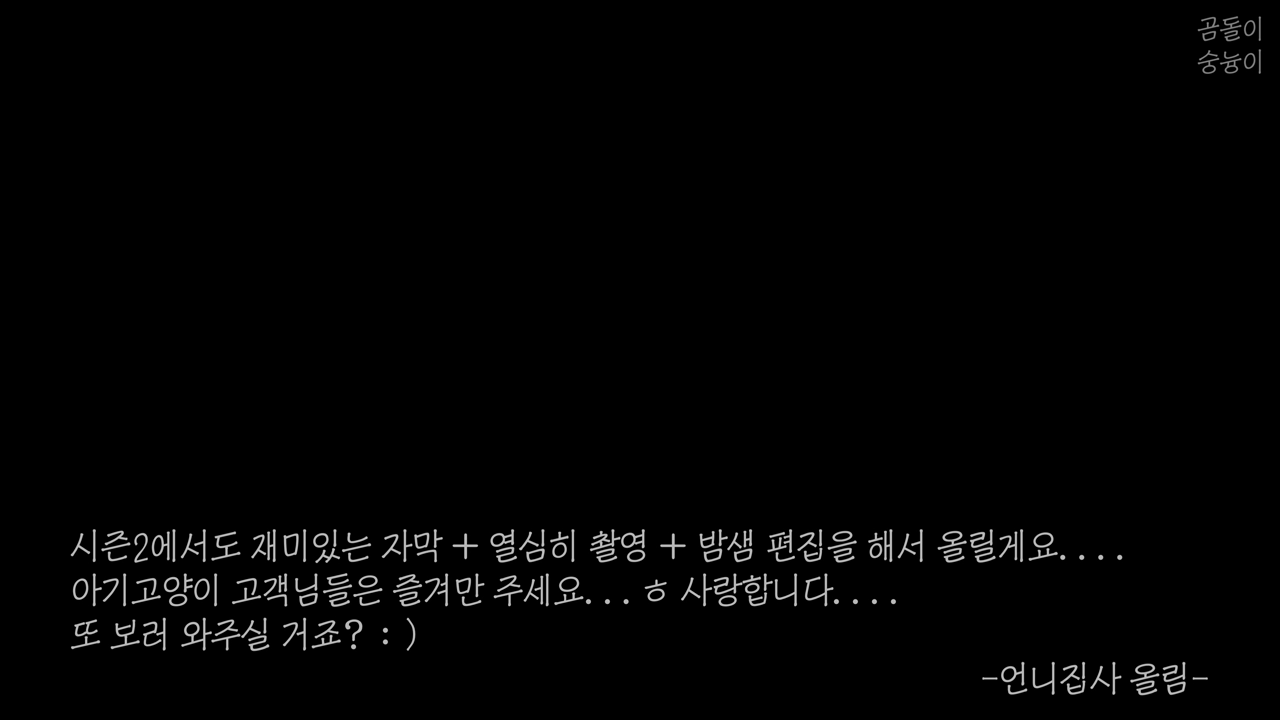 곰돌이
숭늉이
시즌2에서도 재미있는 자막 + 열심히 촬영 + 밤샘 편집을 해서 올릴게요....
아기고양이 고객님들은 즐겨만 주세요...ㅎ 사랑합니다....
또 보러 와주실 거죠? : )
-언니집사 올림-